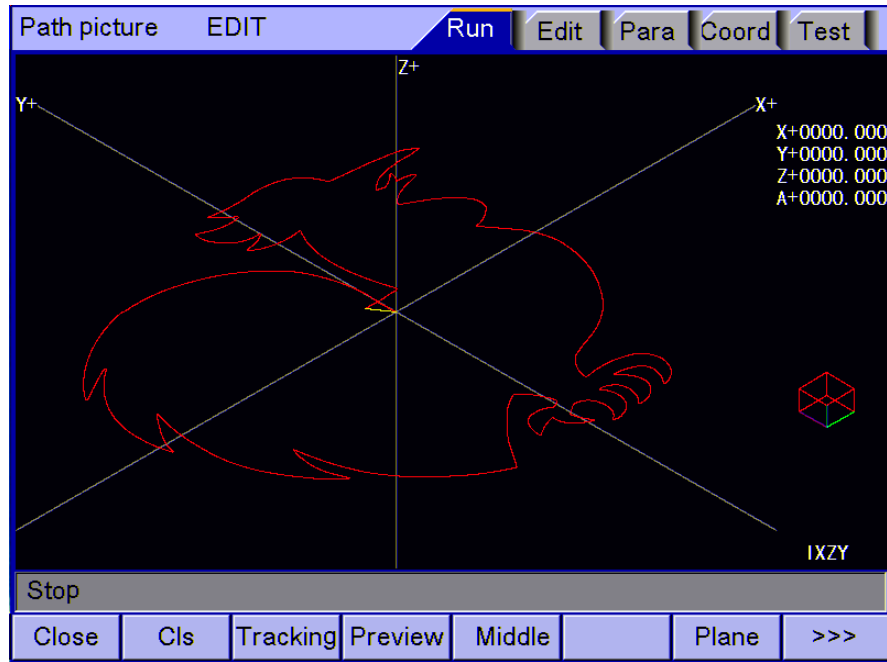 Path picture EDIT Run Edit Para Coord Test
Z+
Y+ X+
X+0000.000
Y+0000.000
Z+0000.000
A+0000.000
IXZY
Stop
Close Cls Tracking Preview Middle Plane >>>